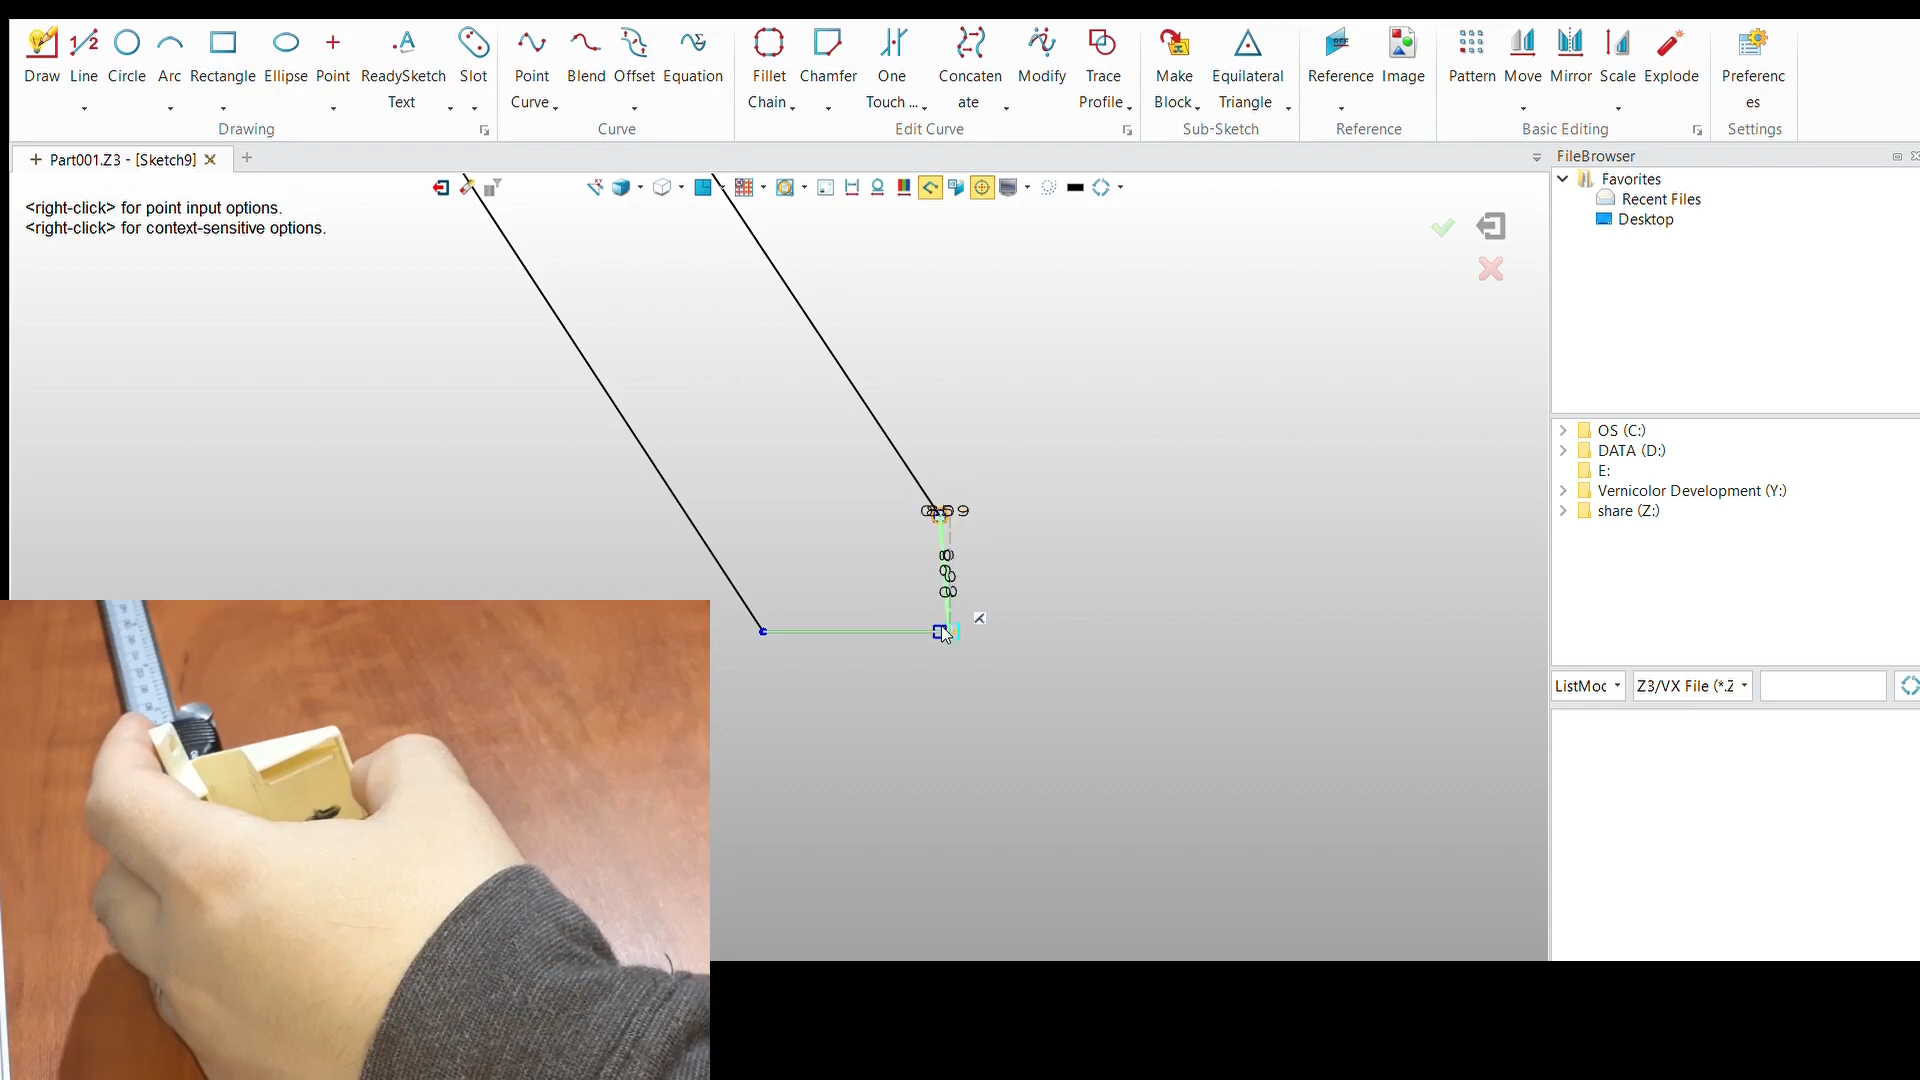 Draw Line Circle Arc Rectangle Ellipse Point ReadySketch Text Slot
Drawing
Point Curve Blend Offset Equation
Curve
Fillet Chain Chamfer One Touch ... Concaten ate Modify Trace Profile
Edit Curve
Make Block Equilateral Triangle
Sub-Sketch
Reference Image
Reference
Pattern Move Mirror Scale Explode
Basic Editing
Preferenc es
Settings
Part001.Z3 - [Sketch9]
<right-click> for point input options.
<right-click> for context-sensitive options.
FileBrowser
Favorites
Recent Files
Desktop
OS (C:)
DATA (D:)
E:
Vernicolor Development (Y:)
share (Z:)
ListMoc
Z3/VX File (*.Z